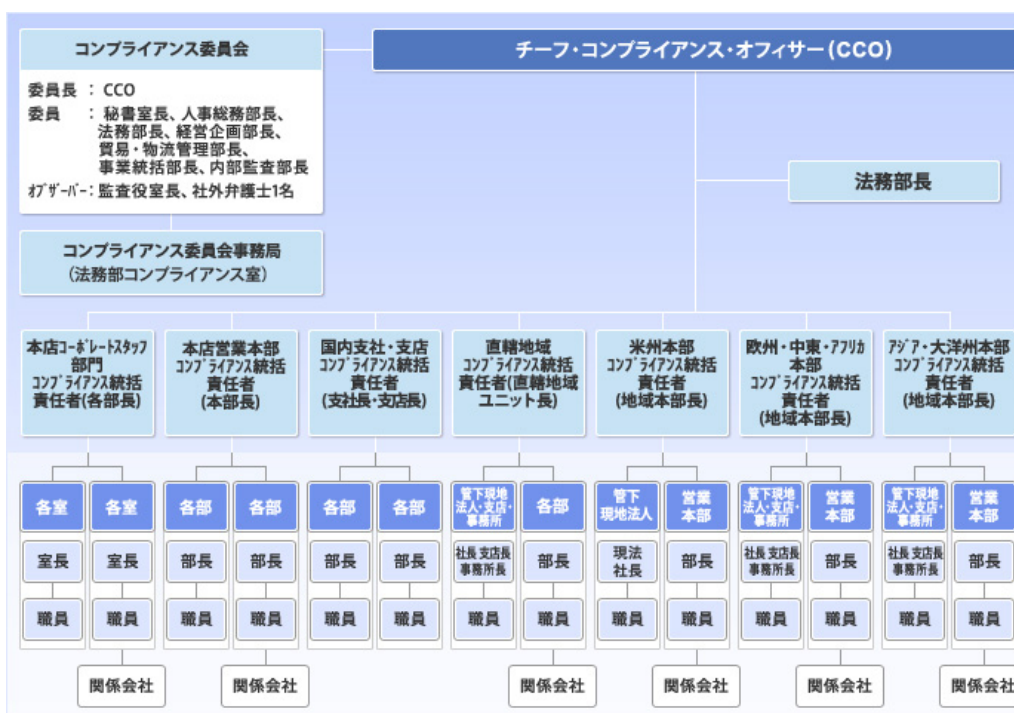 コンプライアンス委員会
チーフ・コンプライアンス・オフィサー(CCO)
委員長 : CCO
委員 : 秘書室長、人事総務部長、
法務部長、経営企画部長、
貿易・物流管理部長、
事業統括部長、内部監査部長
ｵﾌﾞｻﾞｰﾊﾞｰ:監査役室長、社外弁護士1名
法務部長
コンプライアンス委員会事務局
(法務部コンプライアンス室)
本店ｺｰﾎﾟﾚｰﾄｽﾀｯﾌ
部門
ｺﾝﾌﾟﾗｲｱﾝｽ統括
責任者(各部長)
本店営業本部
ｺﾝﾌﾟﾗｲｱﾝｽ統括
責任者
(本部長)
国内支社・支店
ｺﾝﾌﾟﾗｲｱﾝｽ統括
責任者
(支社長・支店長)
直轄地域
ｺﾝﾌﾟﾗｲｱﾝｽ統括
責任者(直轄地域
ユニット長)
米州本部
ｺﾝﾌﾟﾗｲｱﾝｽ統括
責任者
(地域本部長)
欧州・中東・ｱﾌﾘｶ
本部
ｺﾝﾌﾟﾗｲｱﾝｽ統括
責任者
(地域本部長)
ｱｼﾞｱ・大洋州本部
ｺﾝﾌﾟﾗｲｱﾝｽ統括
責任者
(地域本部長)
各室
各室
各部
各部
各部
各部
管下現地
法人・支店・
事務所
各部
管下
現地法人
営業
本部
管下現地
法人・支店・
事務所
営業
本部
管下現地
法人・支店・
事務所
営業
本部
室長
室長
部長
部長
部長
部長
社長 支店長
事務所長
部長
現法
社長
部長
社長 支店長
事務所長
部長
社長 支店長
事務所長
部長
職員
職員
職員
職員
職員
職員
職員
職員
職員
職員
職員
職員
職員
職員
関係会社
関係会社
関係会社
関係会社
関係会社
関係会社